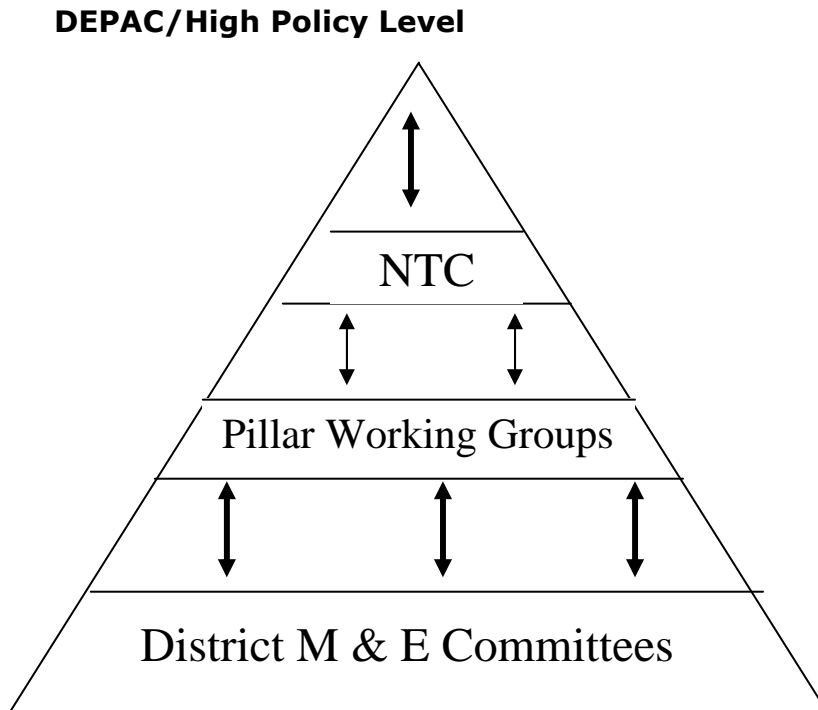 DEPAC/High Policy Level
NTC
Pillar Working Groups
District M & E Committees